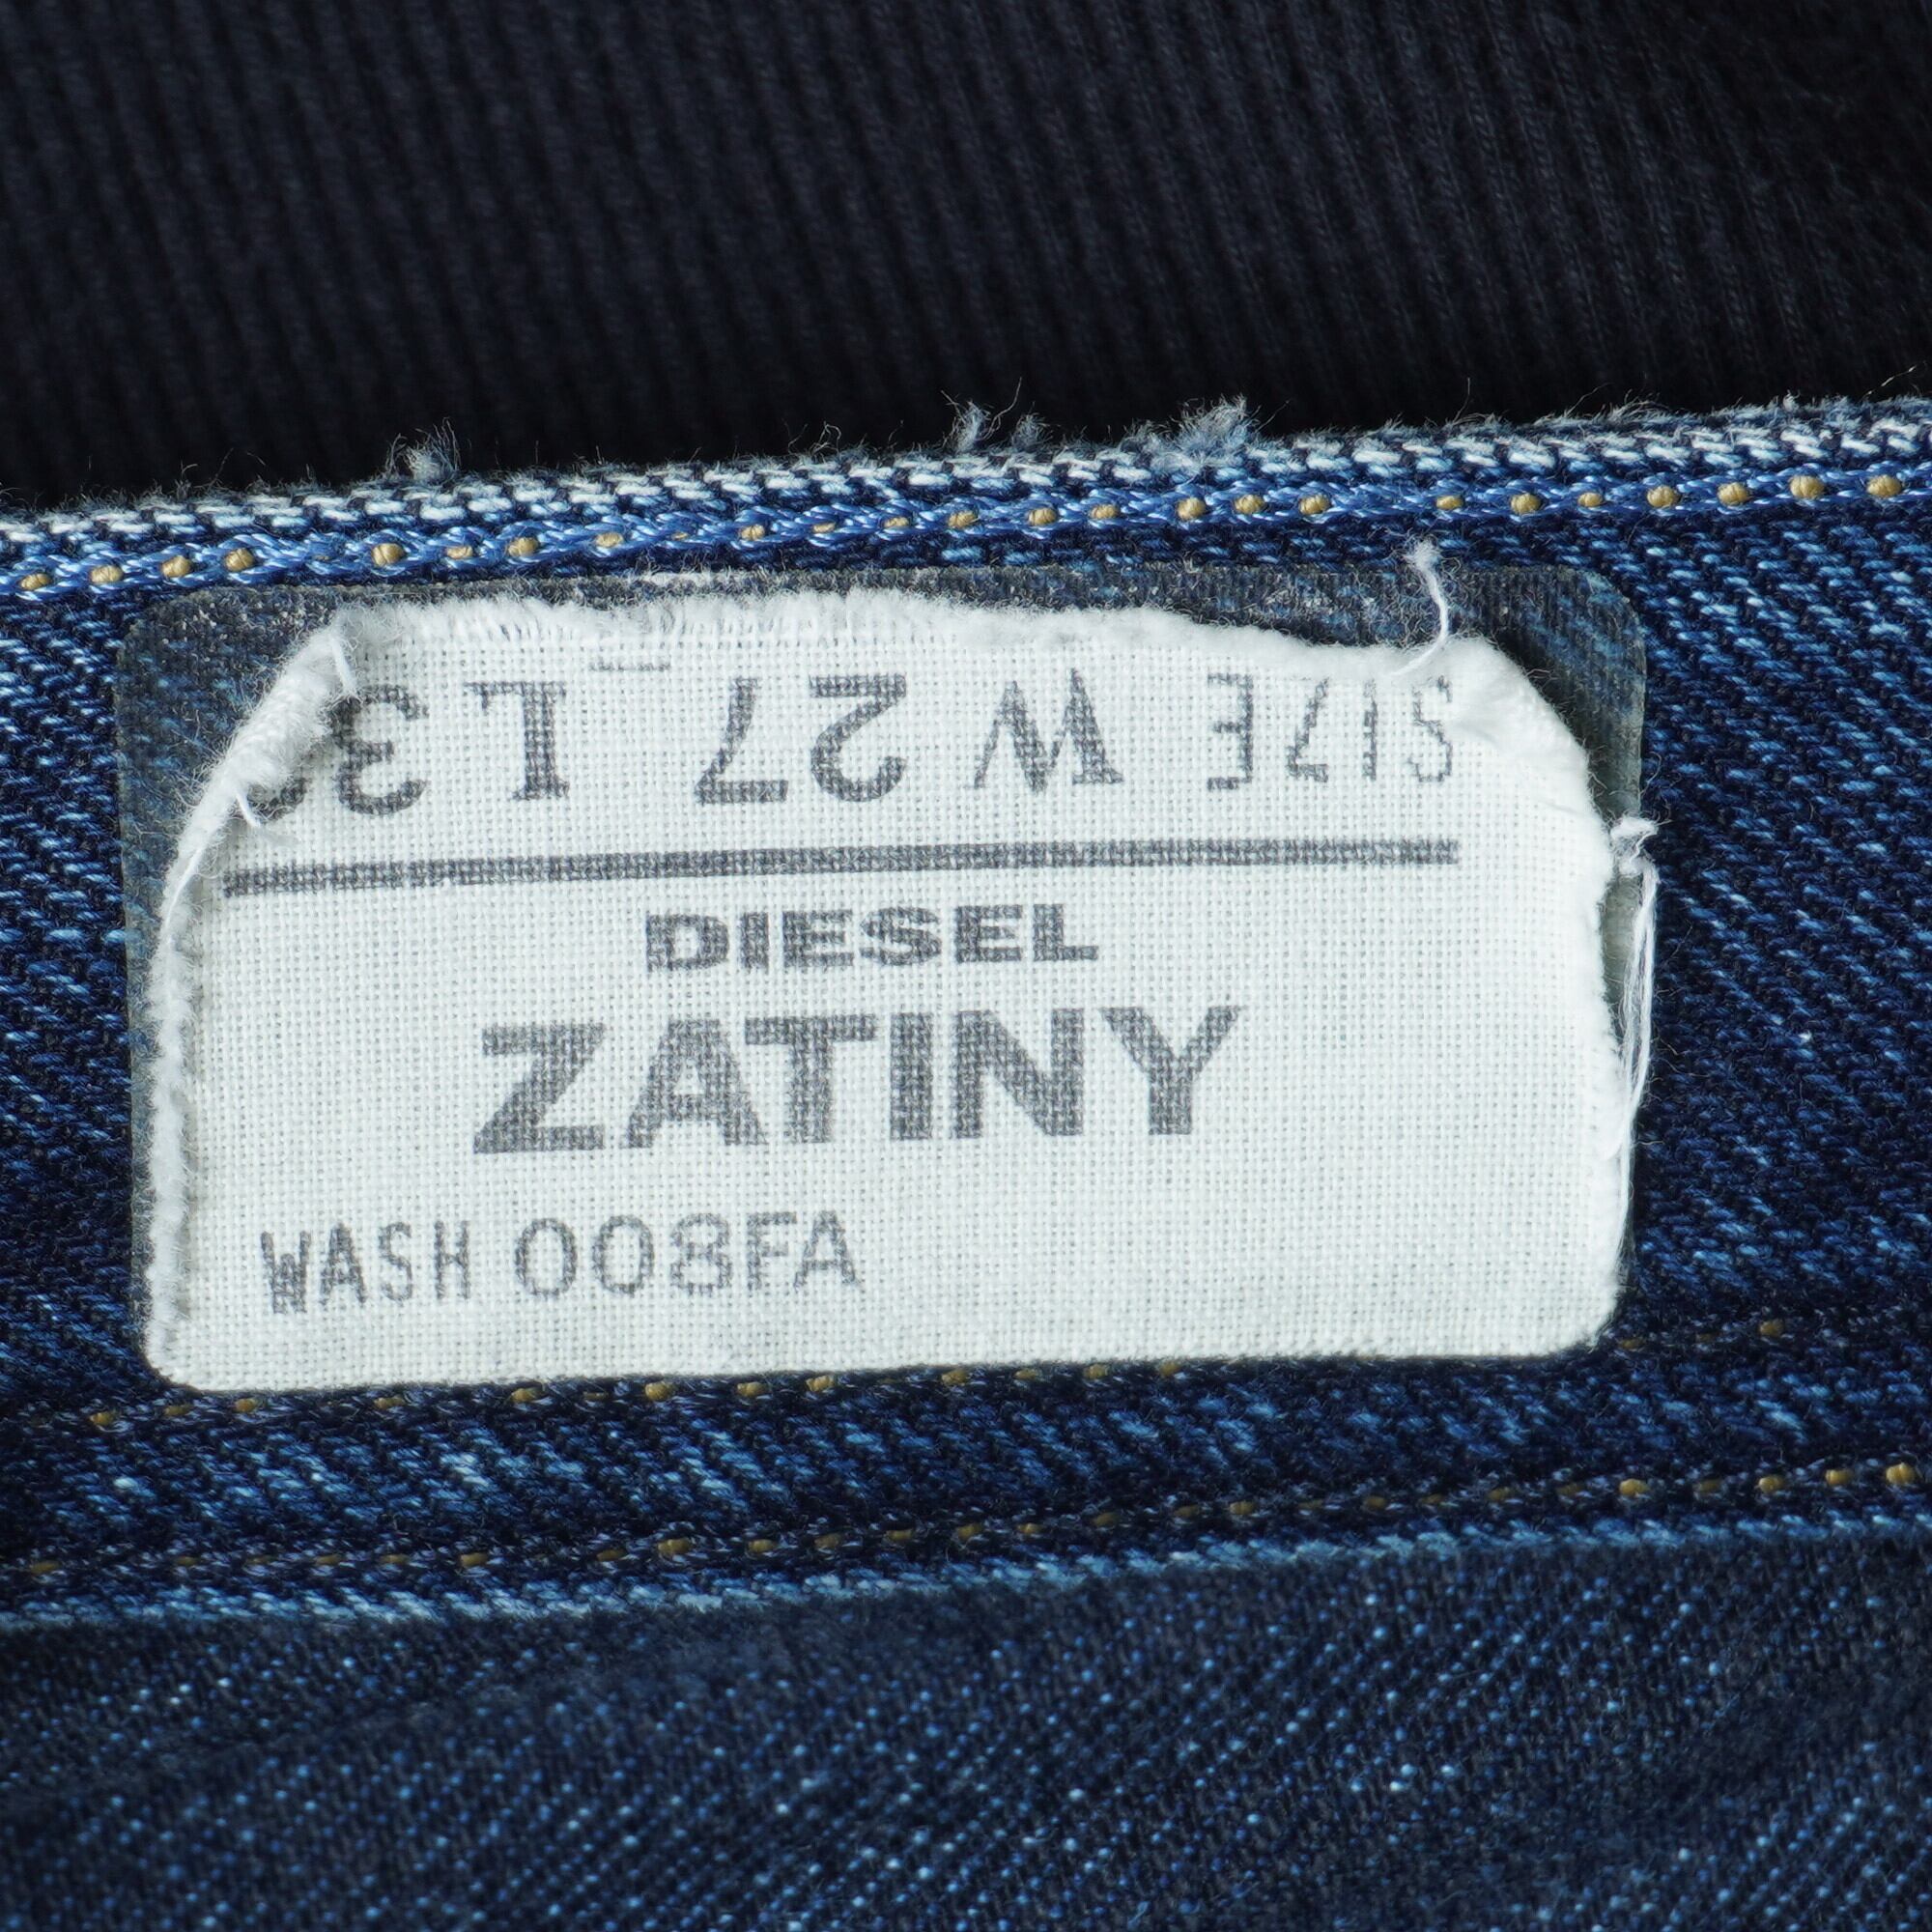 SIZE W 27 L 3
DIESEL
ZATINY
WASH 008FA